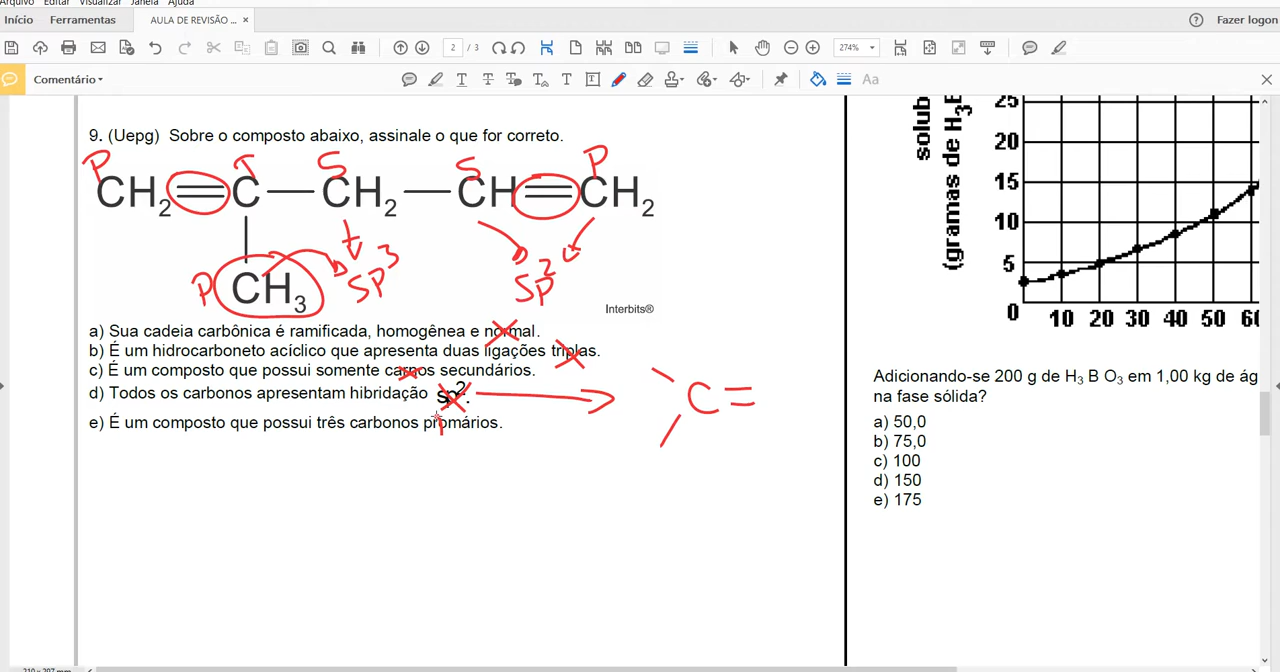 Arquivo Editar Visualizar Janela Ajuda
Início Ferramentas AULA DE REVISÃO ... × Fazer logon
2 / 3 274%
Comentário
9. (Uepg) Sobre o composto abaixo, assinale o que for correto.
P T S S P
CH2 = C — CH2 — CH = CH2
P CH3 SP3 SP2
Interbits®
a) Sua cadeia carbônica é ramificada, homogênea e normal.
b) É um hidrocarboneto acíclico que apresenta duas ligações triplas.
c) É um composto que possui somente carnos secundários.
d) Todos os carbonos apresentam hibridação sp2.
C =
e) É um composto que possui três carbonos promários.
solub
(gramas de H3B
25
20
15
10
5
0 10 20 30 40 50
Adicionando-se 200 g de H3 B O3 em 1,00 kg de ág
na fase sólida?
a) 50,0
b) 75,0
c) 100
d) 150
e) 175
210 x 297 mm